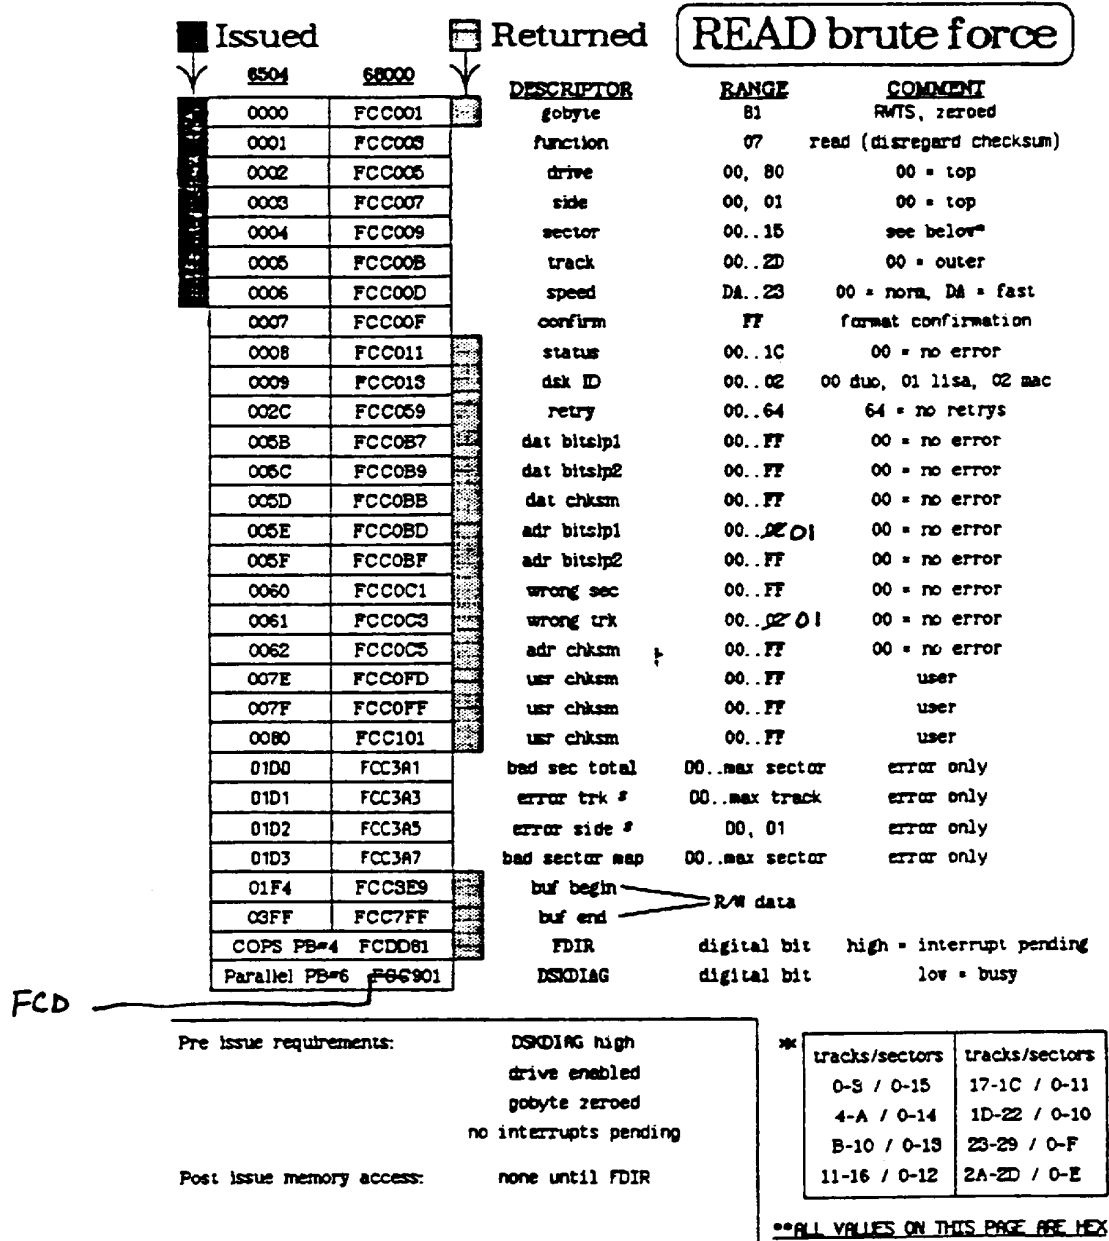 Issued Returned READ brute force
6504 68000 DESCRIPTOR RANGE COMMENT
0000 FCC001 gobyte 81 RWTS, zeroed
0001 FCC003 function 07 read (disregard checksum)
0002 FCC005 drive 00, 80 00 = top
0003 FCC007 side 00, 01 00 = top
0004 FCC009 sector 00..15 see below*
0005 FCC00B track 00..2D 00 = outer
0006 FCC00D speed DA..23 00 = norm, DA = fast
0007 FCC00F confirm FF format confirmation
0008 FCC011 status 00..1C 00 = no error
0009 FCC013 dsk ID 00..02 00 duo, 01 lisa, 02 mac
002C FCC059 retry 00..64 64 = no retrys
005B FCC0B7 dat bitslp1 00..FF 00 = no error
005C FCC0B9 dat bitslp2 00..FF 00 = no error
005D FCC0BB dat chksm 00..FF 00 = no error
005E FCC0BD adr bitslp1 00..02 01 00 = no error
005F FCC0BF adr bitslp2 00..FF 00 = no error
0060 FCC0C1 wrong sec 00..FF 00 = no error
0061 FCC0C3 wrong trk 00..02 01 00 = no error
0062 FCC0C5 adr chksm 00..FF 00 = no error
007E FCC0FD usr chksm 00..FF user
007F FCC0FF usr chksm 00..FF user
0080 FCC101 usr chksm 00..FF user
01D0 FCC3A1 bad sec total 00..max sector error only
01D1 FCC3A3 error trk # 00..max track error only
01D2 FCC3A5 error side # 00, 01 error only
01D3 FCC3A7 bad sector map 00..max sector error only
01F4 FCC3E9 buf begin
R/W data
03FF FCC7FF buf end
COPS PB#4 FCDD81 FDIR digital bit high = interrupt pending
Parallel PB#6 FCC901 DSKDIAG digital bit low = busy
FCD
Pre issue requirements: DSKDIAG high
drive enabled
gobyte zeroed
no interrupts pending
Post issue memory access: none until FDIR
* tracks/sectors tracks/sectors
0-3 / 0-15 17-1C / 0-11
4-A / 0-14 1D-22 / 0-10
B-10 / 0-13 23-29 / 0-F
11-16 / 0-12 2A-2D / 0-E
**ALL VALUES ON THIS PAGE ARE HEX